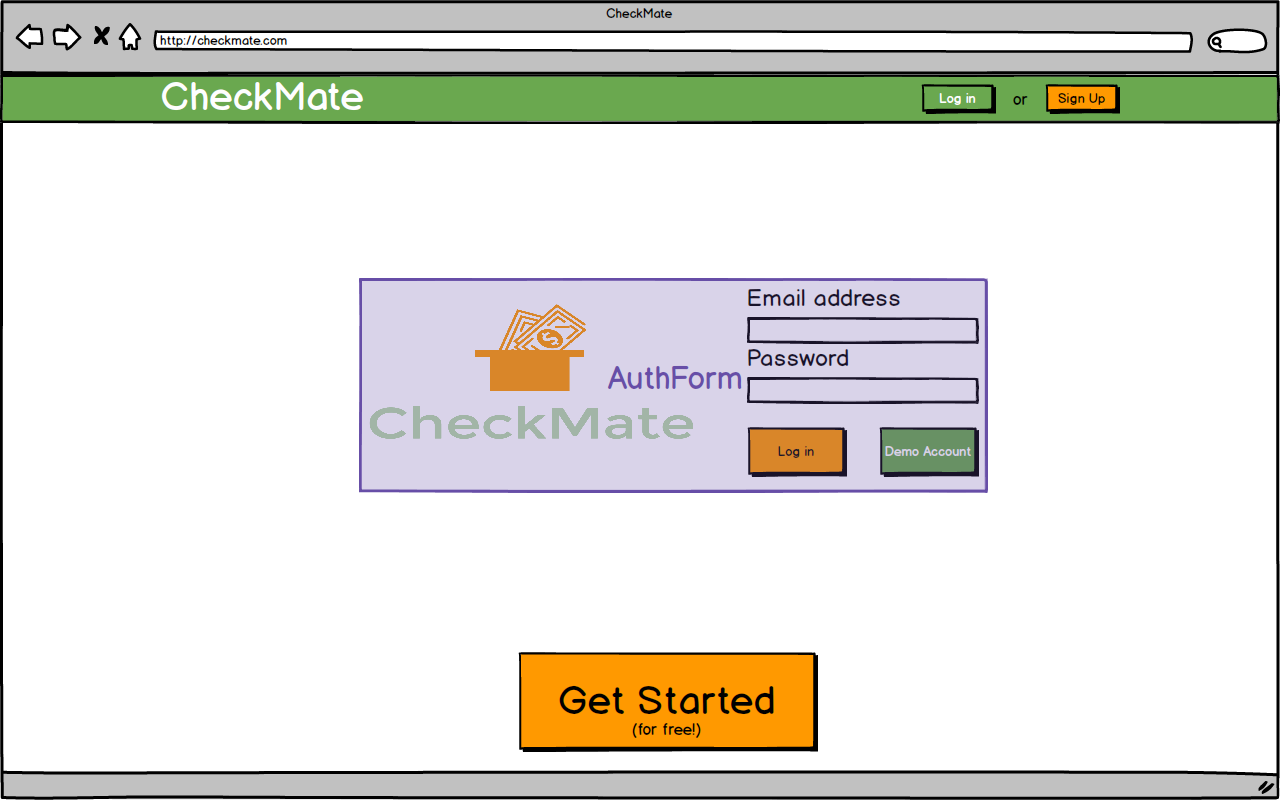 CheckMate
http://checkmate.com
CheckMate
Log in or Sign Up
Email address
Password
AuthForm
CheckMate
Log in
Demo Account
Get Started
(for free!)